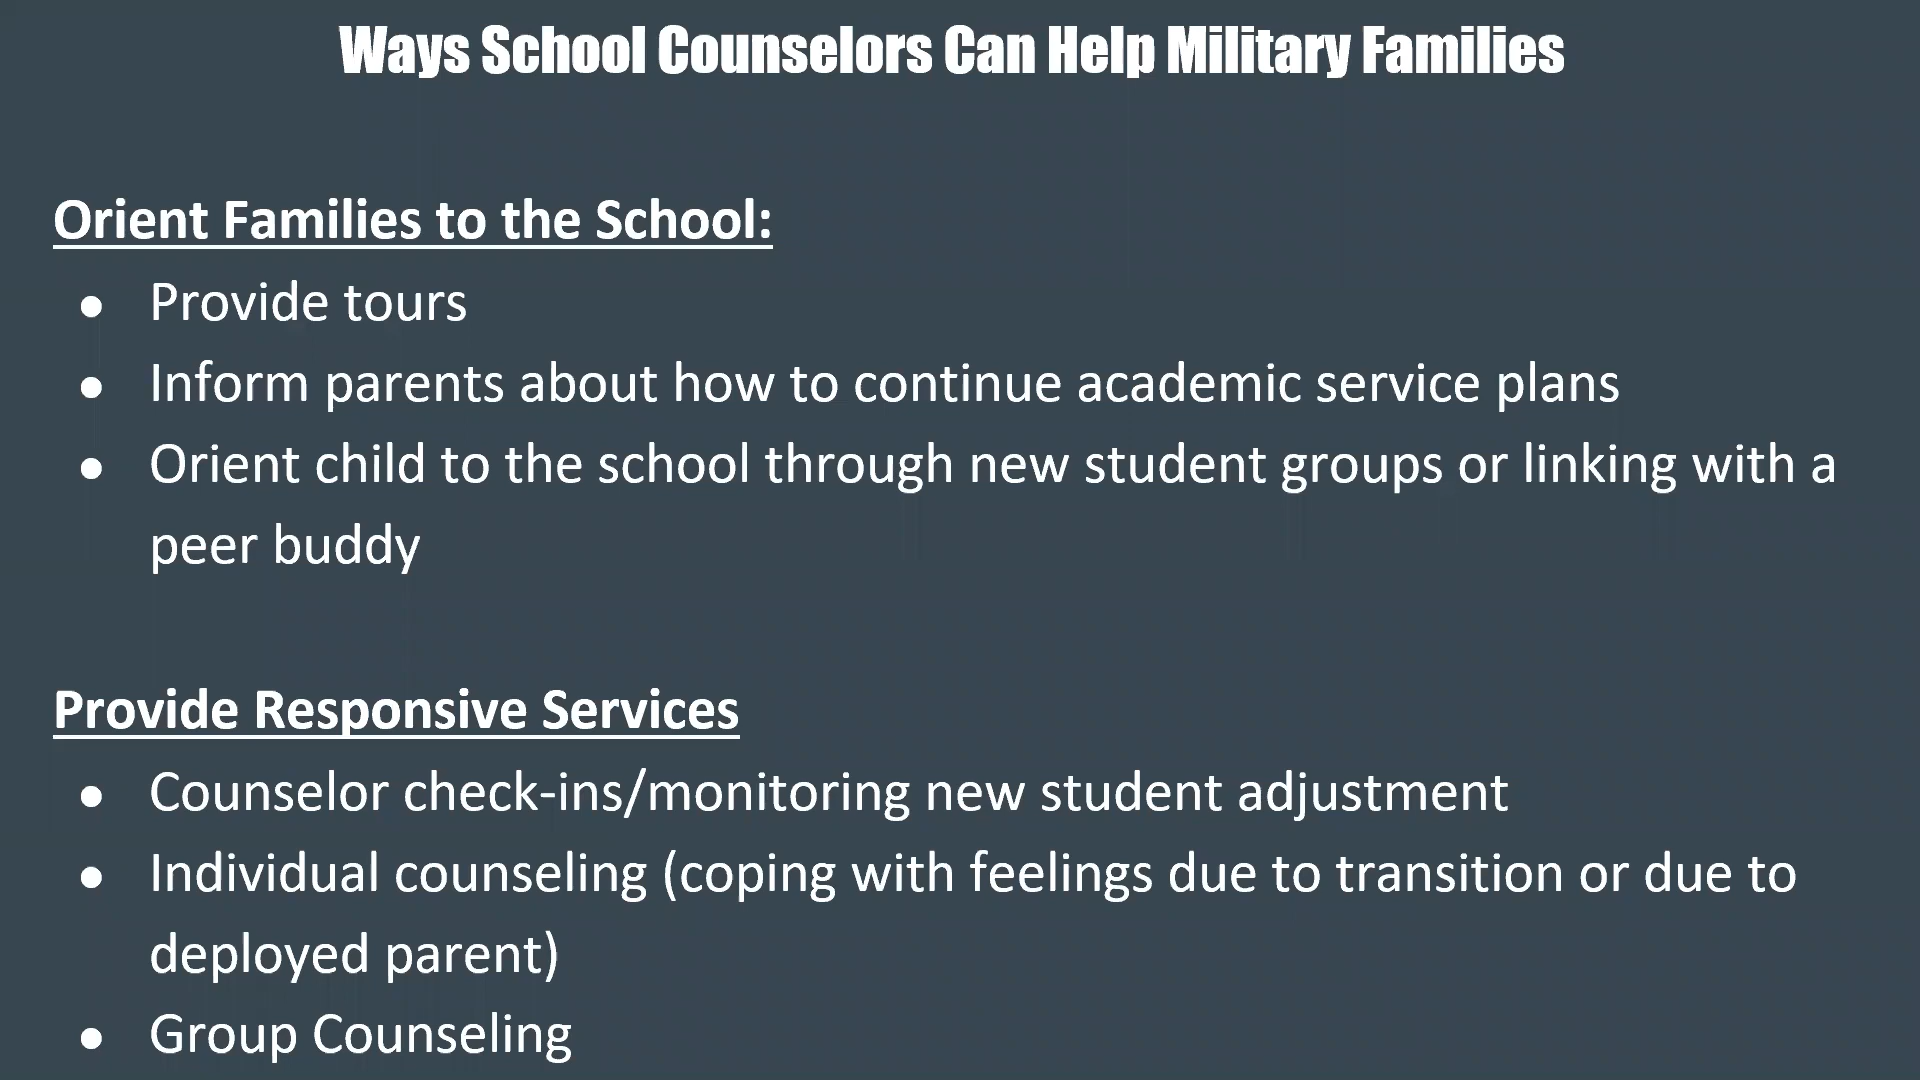 Ways School Counselors Can Help Military Families
Orient Families to the School:
● Provide tours
● Inform parents about how to continue academic service plans
● Orient child to the school through new student groups or linking with a
peer buddy
Provide Responsive Services
● Counselor check-ins/monitoring new student adjustment
● Individual counseling (coping with feelings due to transition or due to
deployed parent)
● Group Counseling